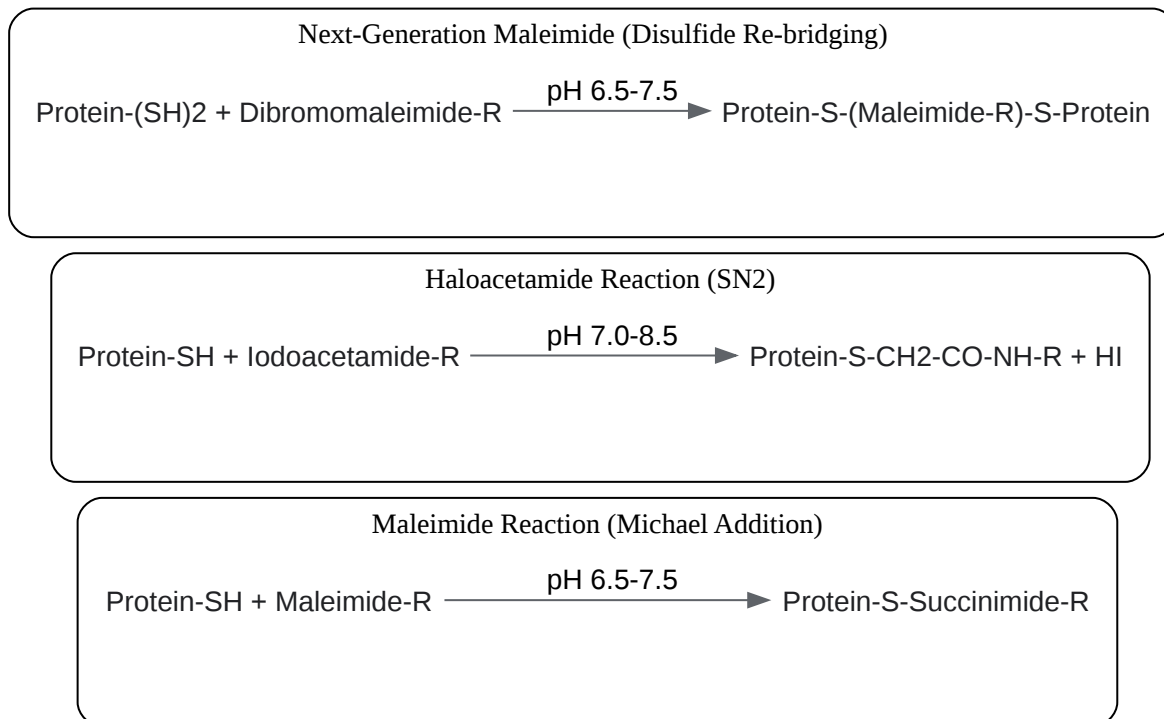 Next-Generation Maleimide (Disulfide Re-bridging)
pH 6.5-7.5
Protein-(SH)2 + Dibromomaleimide-R
Protein-S-(Maleimide-R)-S-Protein
Haloacetamide Reaction (SN2)
pH 7.0-8.5
Protein-SH + Iodoacetamide-R
Protein-S-CH2-CO-NH-R + HI
Maleimide Reaction (Michael Addition)
pH 6.5-7.5
Protein-SH + Maleimide-R
Protein-S-Succinimide-R